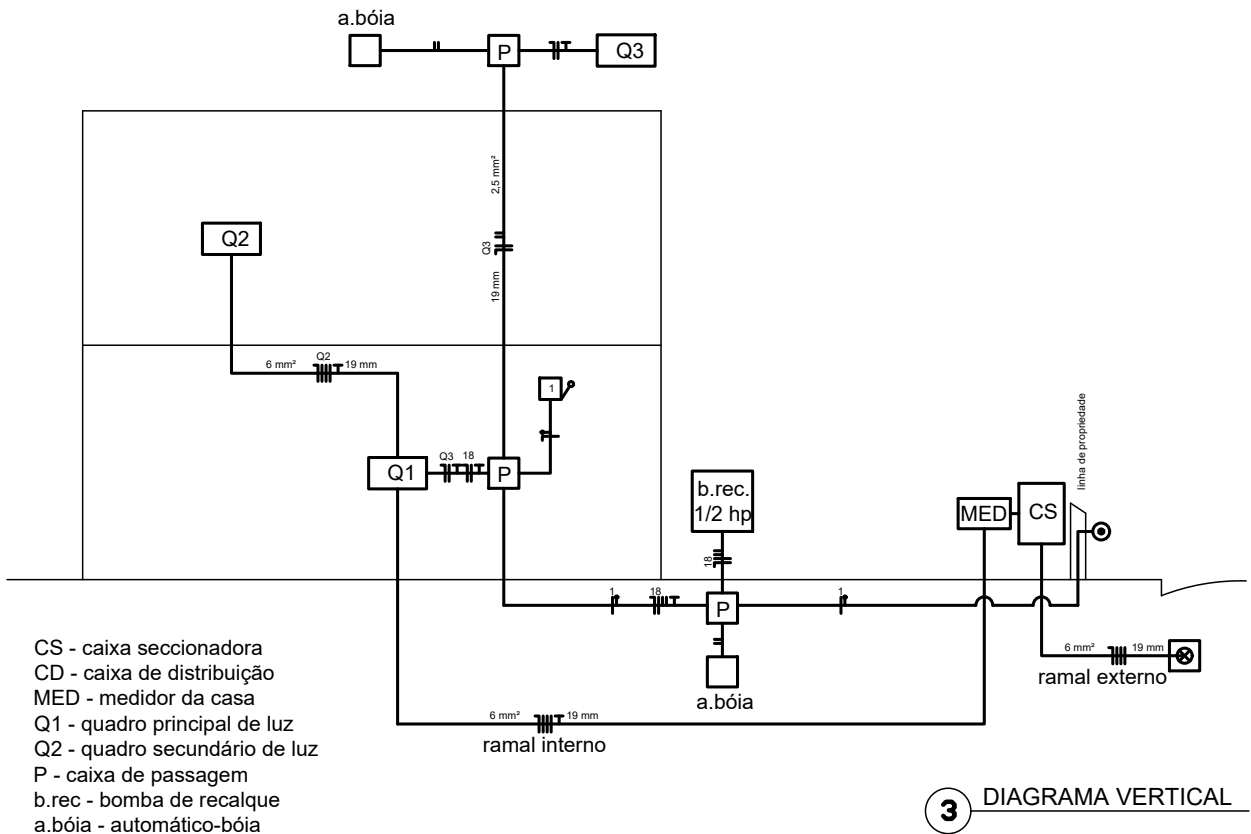 a.bóia
P
Q3
2,5 mm²
Q3
19 mm
Q2
6 mm²
Q2
19 mm
1
Q1
Q3
18
P
b.rec.
1/2 hp
18
MED
CS
linha de propriedade
1
18
P
1
a.bóia
6 mm²
19 mm
ramal externo
6 mm²
19 mm
ramal interno
CS - caixa seccionadora
CD - caixa de distribuição
MED - medidor da casa
Q1 - quadro principal de luz
Q2 - quadro secundário de luz
P - caixa de passagem
b.rec - bomba de recalque
a.bóia - automático-bóia
3 DIAGRAMA VERTICAL